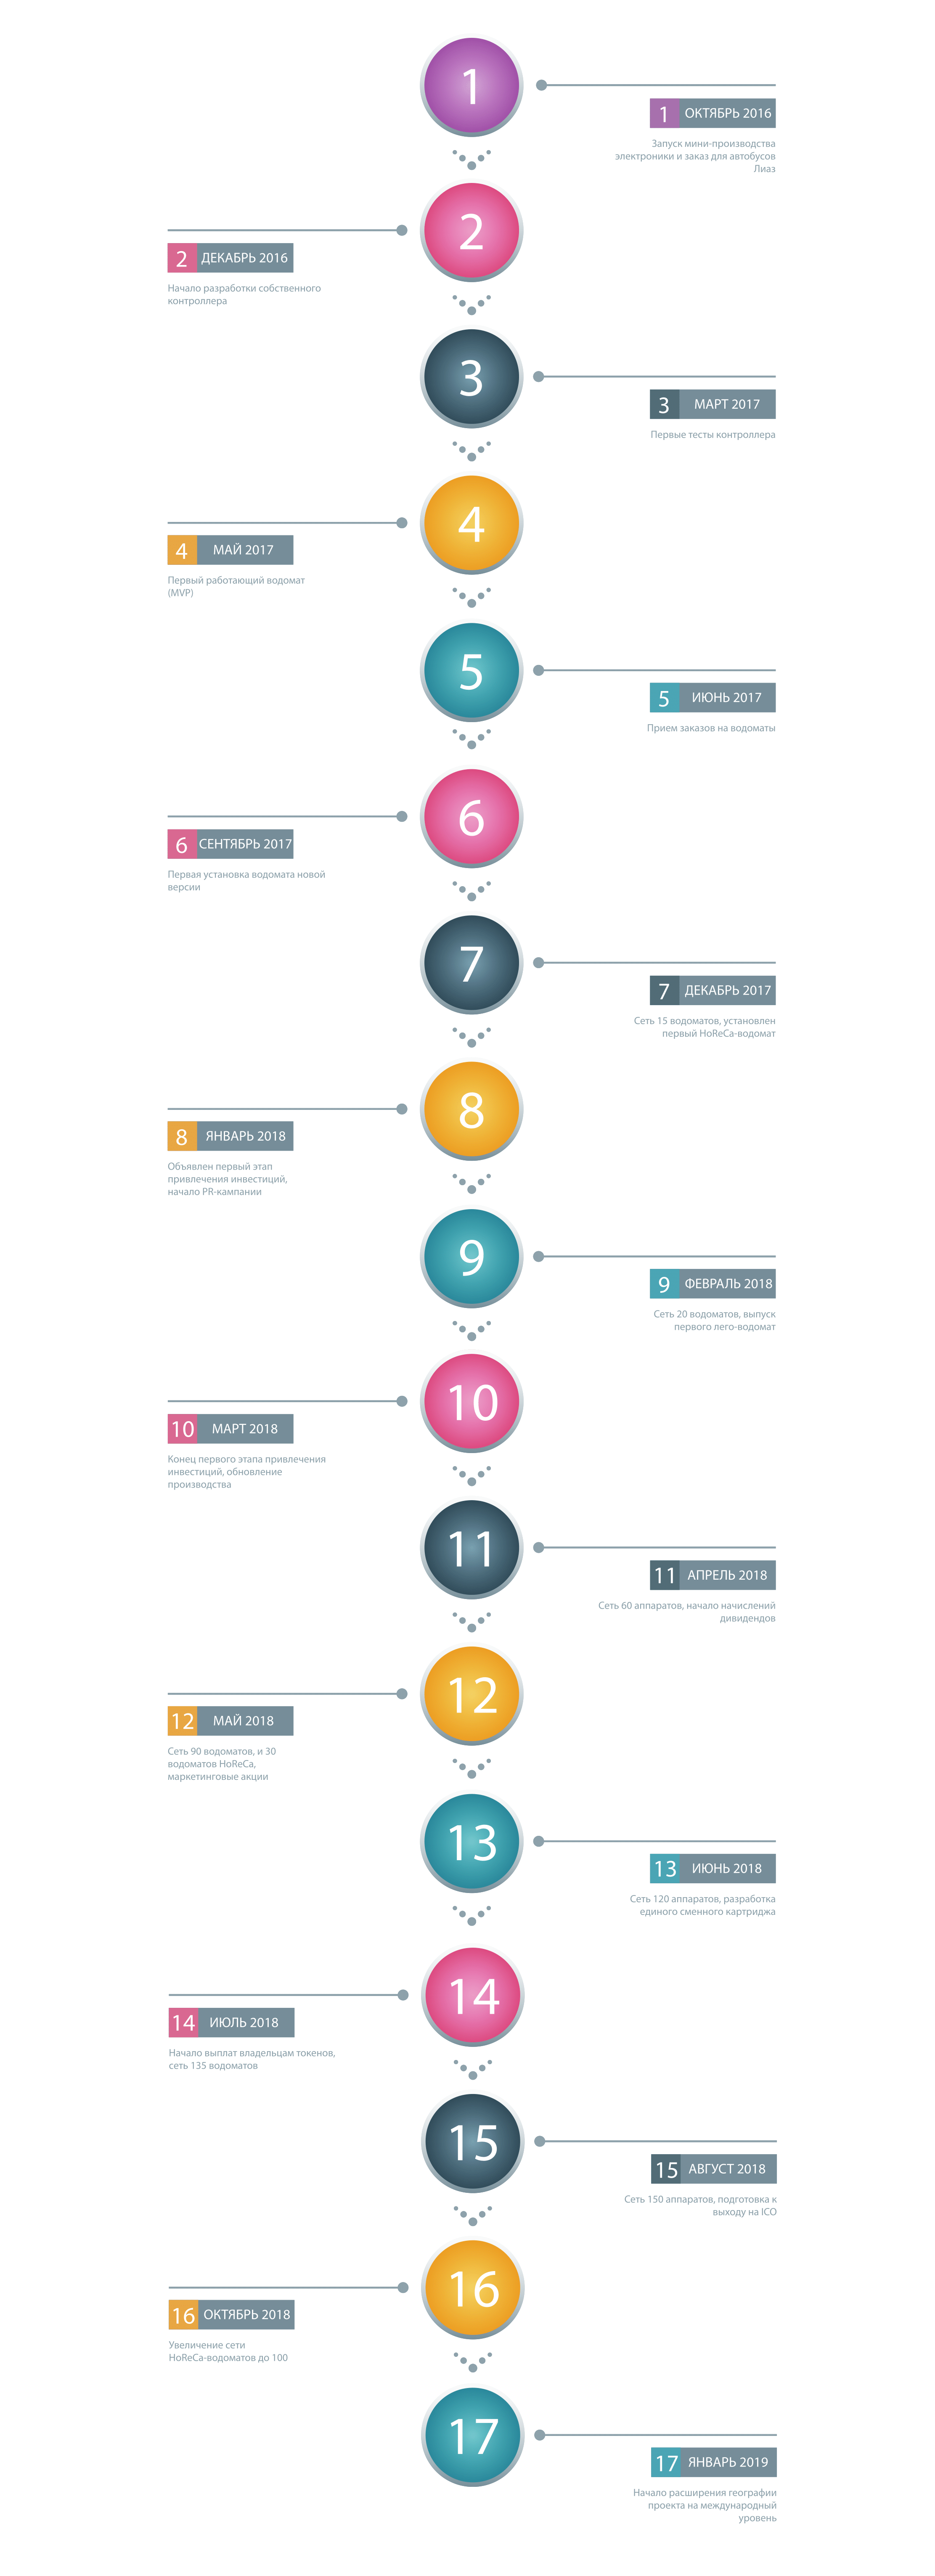 1
1 ОКТЯБРЬ 2016
Запуск мини-производства
электроники и заказ для автобусов
Лиаз
2
2 ДЕКАБРЬ 2016
Начало разработки собственного
контроллера
3
3 МАРТ 2017
Первые тесты контроллера
4
4 МАЙ 2017
Первый работающий водомат
(MVP)
5
5 ИЮНЬ 2017
Прием заказов на водоматы
6
6 СЕНТЯБРЬ 2017
Первая установка водомата новой
версии
7
7 ДЕКАБРЬ 2017
Сеть 15 водоматов, установлен
первый HoReCa-водомат
8
8 ЯНВАРЬ 2018
Объявлен первый этап
привлечения инвестиций,
начало PR-кампании
9
9 ФЕВРАЛЬ 2018
Сеть 20 водоматов, выпуск
первого лего-водомат
10
10 МАРТ 2018
Конец первого этапа привлечения
инвестиций, обновление
производства
11
11 АПРЕЛЬ 2018
Сеть 60 аппаратов, начало начислений
дивидендов
12
12 МАЙ 2018
Сеть 90 водоматов, и 30
водоматов HoReCa,
маркетинговые акции
13
13 ИЮНЬ 2018
Сеть 120 аппаратов, разработка
единого сменного картриджа
14
14 ИЮЛЬ 2018
Начало выплат владельцам токенов,
сеть 135 водоматов
15
15 АВГУСТ 2018
Сеть 150 аппаратов, подготовка к
выходу на ICO
16
16 ОКТЯБРЬ 2018
Увеличение сети
HoReCa-водоматов до 100
17
17 ЯНВАРЬ 2019
Начало расширения географии
проекта на международный
уровень